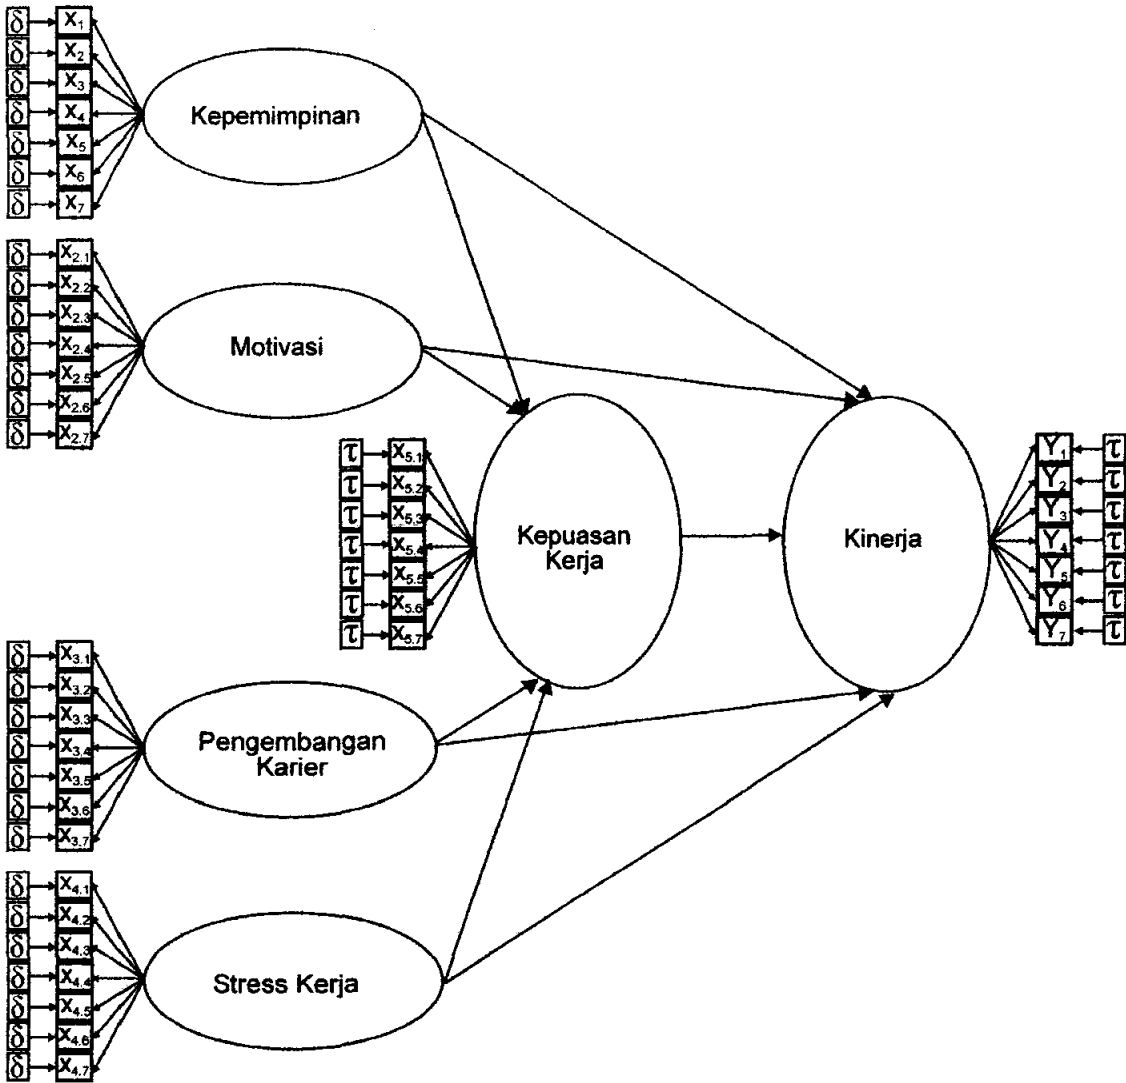 δ X1
δ X2
δ X3
δ X4
δ X5
δ X6
δ X7
Kepemimpinan
δ X2.1
δ X2.2
δ X2.3
δ X2.4
δ X2.5
δ X2.6
δ X2.7
Motivasi
τ X5.1
τ X5.2
τ X5.3
τ X5.4
τ X5.5
τ X5.6
τ X5.7
Kepuasan
Kerja
Kinerja
Y1 τ
Y2 τ
Y3 τ
Y4 τ
Y5 τ
Y6 τ
Y7 τ
δ X3.1
δ X3.2
δ X3.3
δ X3.4
δ X3.5
δ X3.6
δ X3.7
Pengembangan
Karier
δ X4.1
δ X4.2
δ X4.3
δ X4.4
δ X4.5
δ X4.6
δ X4.7
Stress Kerja